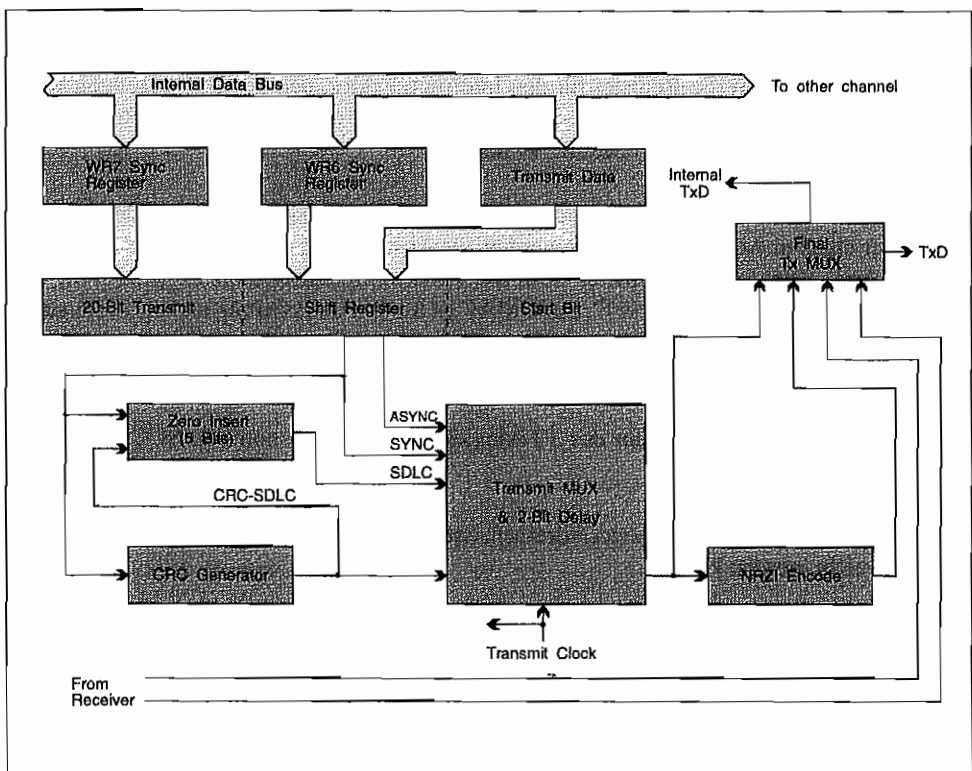 Internal Data Bus
To other channel
WR7 Sync
Register
WR6 Sync
Register
Transmit Data
Internal
TxD
Final
Tx MUX
TxD
20-Bit Transmit
Shift Register
Start Bit
Zero Insert
(5 Bits)
ASYNC
SYNC
SDLC
Transmit MUX
& 2-Bit Delay
CRC-SDLC
CRC Generator
NRZI Encode
Transmit Clock
From
Receiver